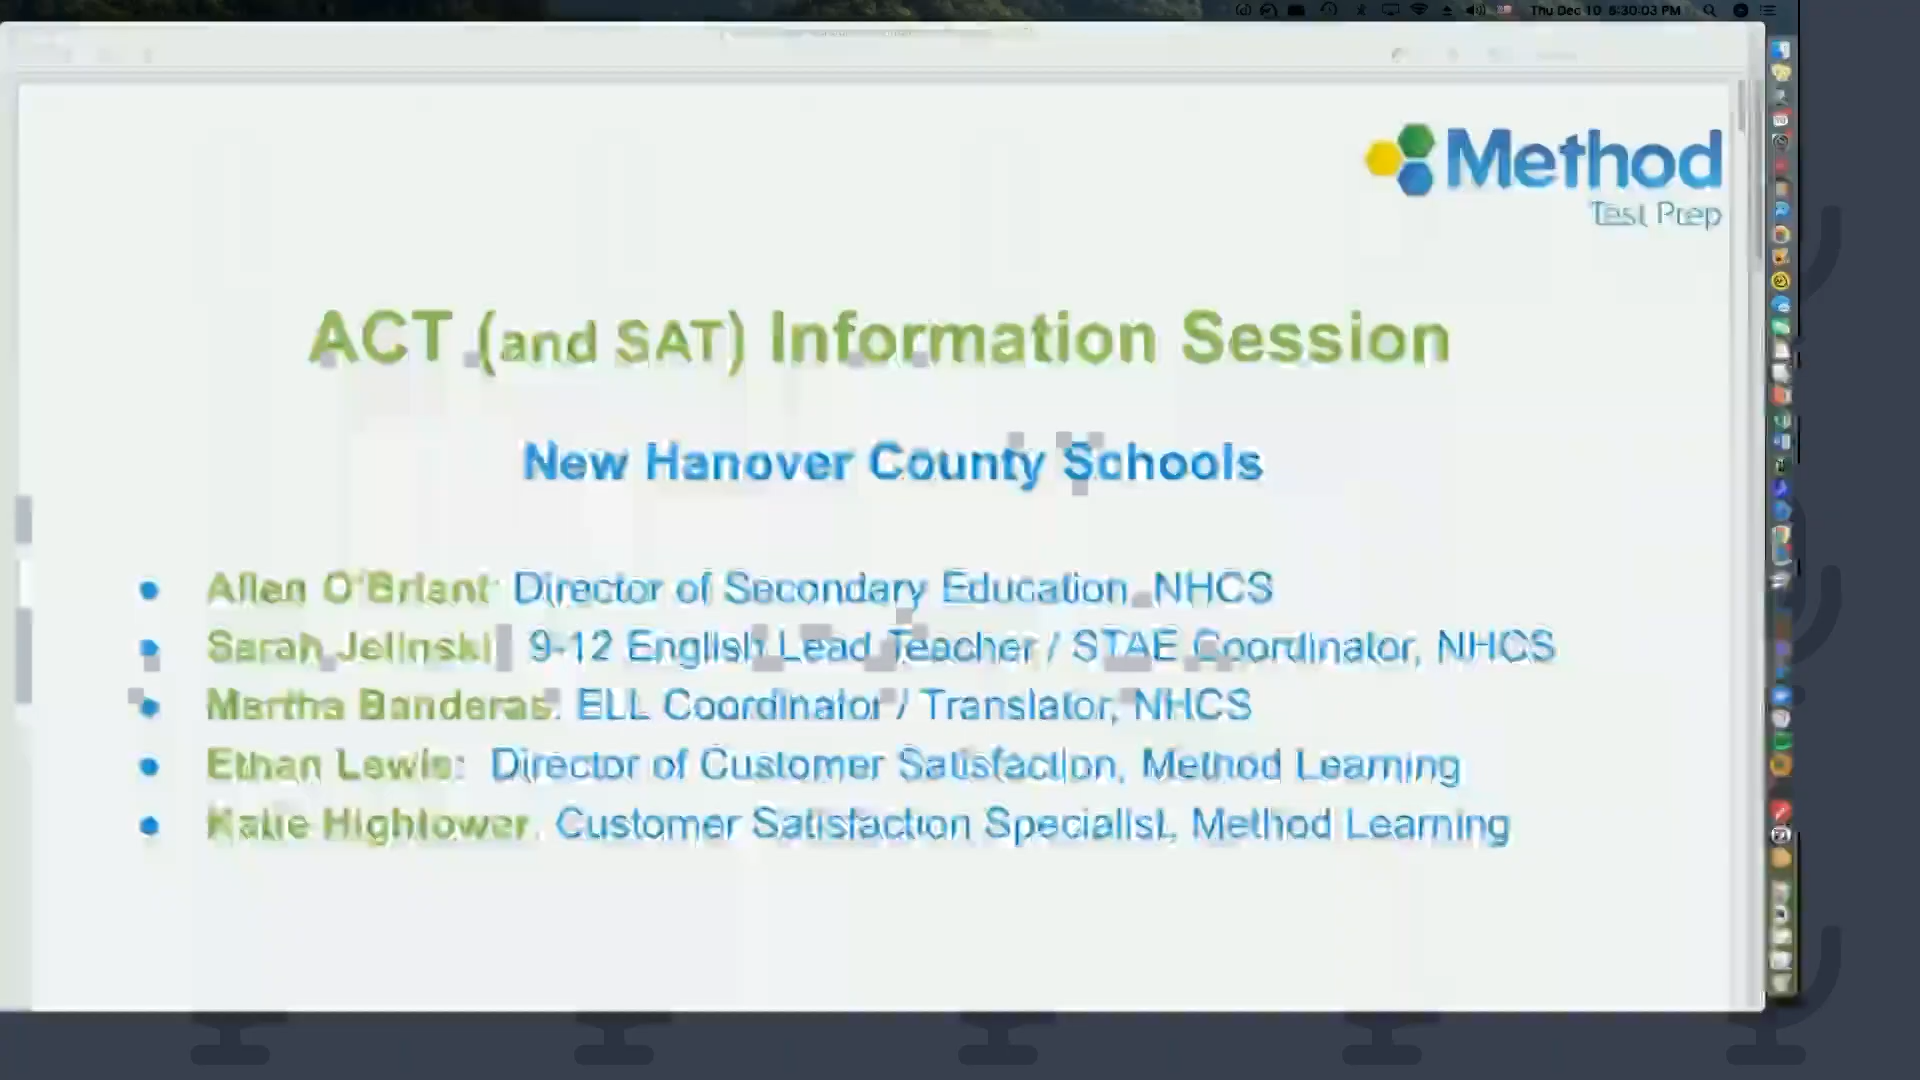 Thu Dec 10 6:30:03 PM
Method
Test Prep
ACT (and SAT) Information Session
New Hanover County Schools
Allen O'Briant: Director of Secondary Education, NHCS
Sarah Jelinski: 9-12 English Lead Teacher / STAE Coordinator, NHCS
Martha Banderas: ELL Coordinator / Translator, NHCS
Ethan Lewis: Director of Customer Satisfaction, Method Learning
Katie Hightower: Customer Satisfaction Specialist, Method Learning